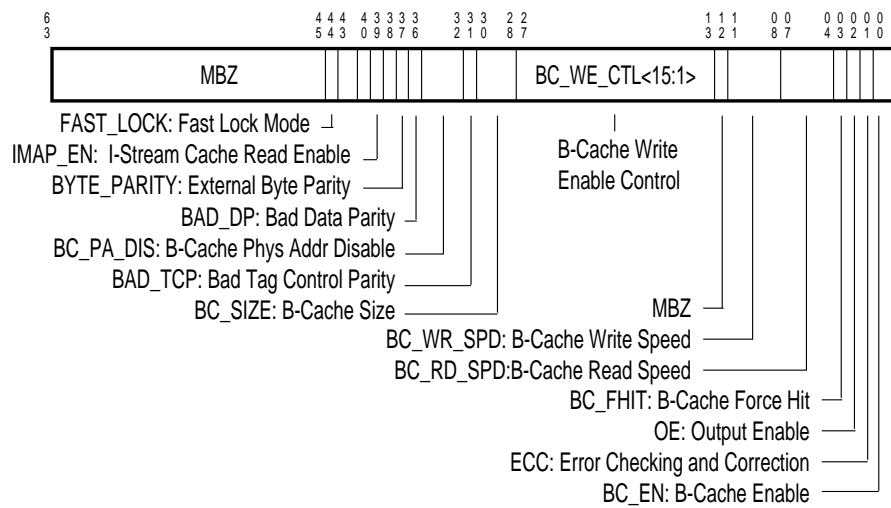 6 4 4 4 4 3 3 3 3 3 3 3 2 2 1 1 1 0 0 0 0 0 0 0
3 5 4 3 0 9 8 7 6 2 1 0 8 7 3 2 1 8 7 4 3 2 1 0
MBZ BC_WE_CTL<15:1>
FAST_LOCK: Fast Lock Mode
IMAP_EN: I-Stream Cache Read Enable
BYTE_PARITY: External Byte Parity
BAD_DP: Bad Data Parity
BC_PA_DIS: B-Cache Phys Addr Disable
BAD_TCP: Bad Tag Control Parity
BC_SIZE: B-Cache Size
B-Cache Write
Enable Control
MBZ
BC_WR_SPD: B-Cache Write Speed
BC_RD_SPD:B-Cache Read Speed
BC_FHIT: B-Cache Force Hit
OE: Output Enable
ECC: Error Checking and Correction
BC_EN: B-Cache Enable